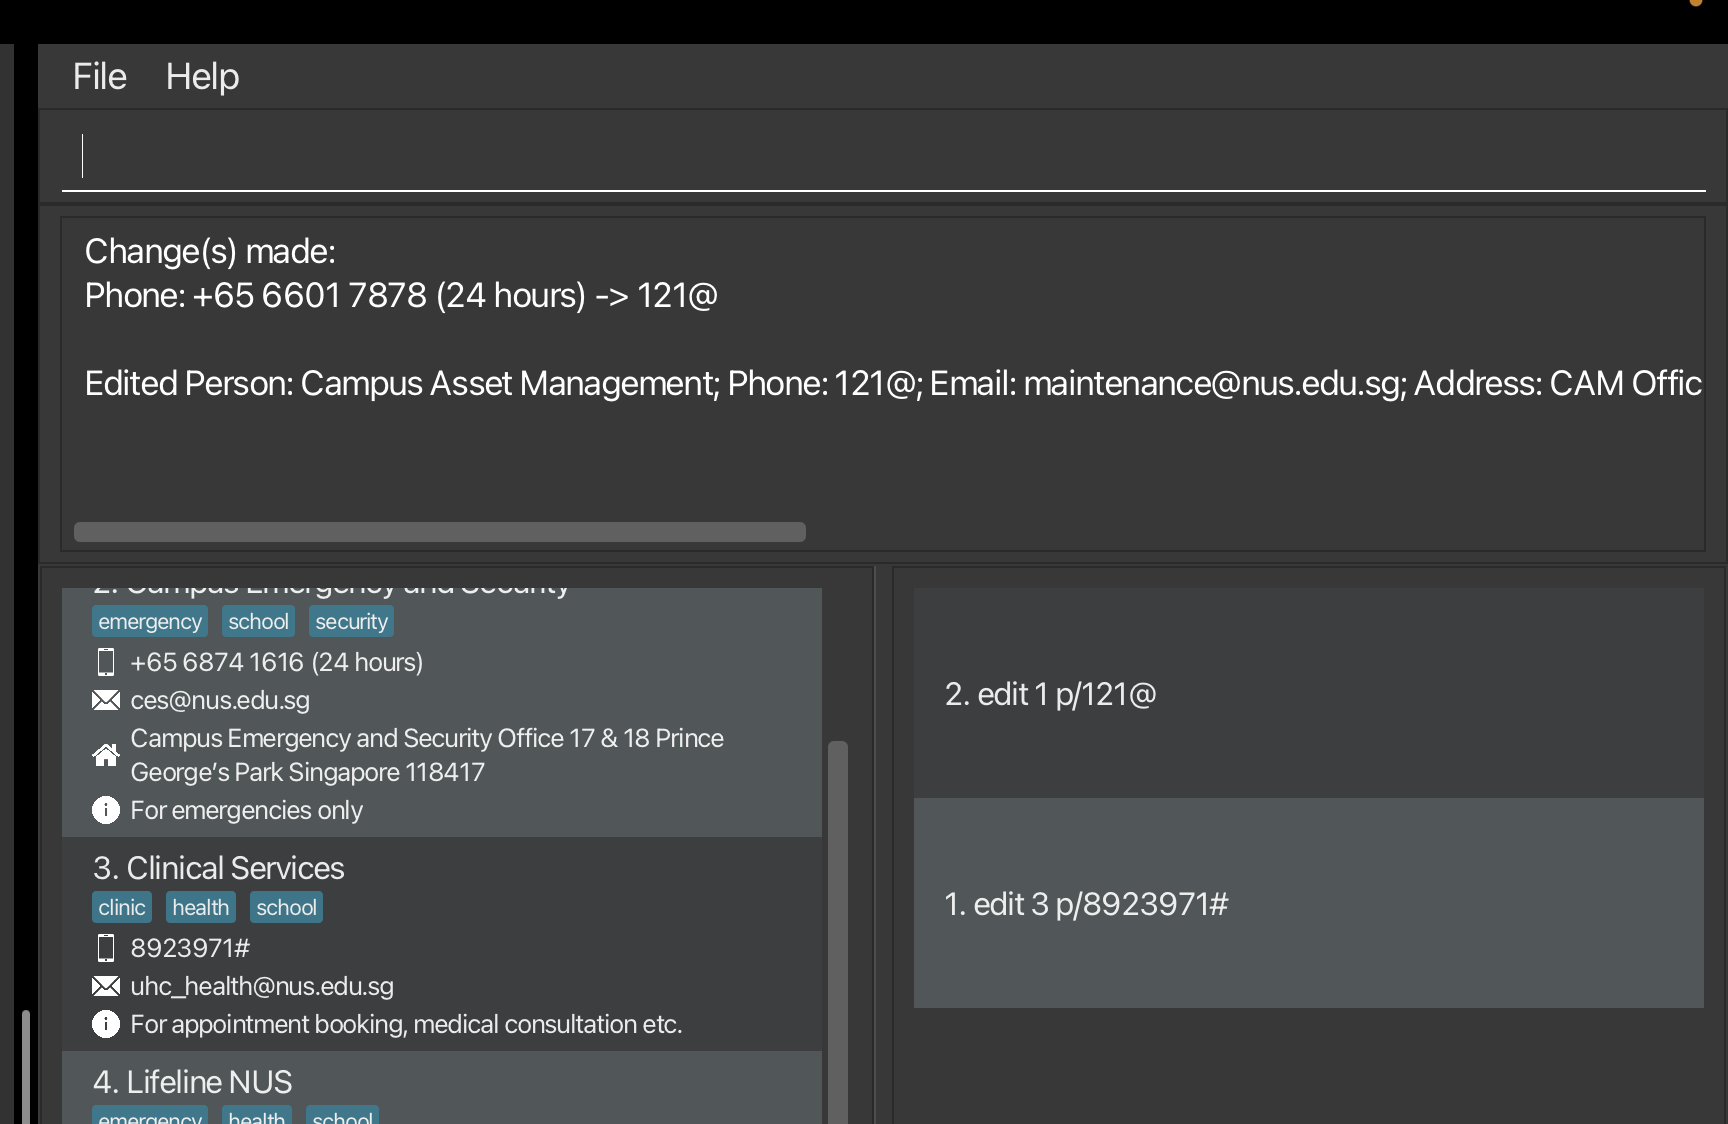 File Help
Change(s) made:
Phone: +65 6601 7878 (24 hours) -> 121@
Edited Person: Campus Asset Management; Phone: 121@; Email: maintenance@nus.edu.sg; Address: CAM Offic
2. Campus Emergency and Security
emergency school security
+65 6874 1616 (24 hours)
ces@nus.edu.sg
Campus Emergency and Security Office 17 & 18 Prince
George's Park Singapore 118417
For emergencies only
3. Clinical Services
clinic health school
8923971#
uhc_health@nus.edu.sg
For appointment booking, medical consultation etc.
4. Lifeline NUS
emergency health school
2. edit 1 p/121@
1. edit 3 p/8923971#